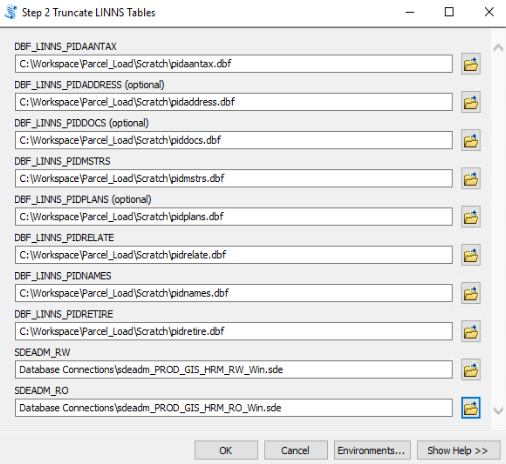 Step 2 Truncate LINNS Tables
DBF_LINNS_PIDAANTAX
C:\Workspace\Parcel_Load\Scratch\pidaantax.dbf
DBF_LINNS_PIDADDRESS (optional)
C:\Workspace\Parcel_Load\Scratch\pidaddress.dbf
DBF_LINNS_PIDDOCS (optional)
C:\Workspace\Parcel_Load\Scratch\piddocs.dbf
DBF_LINNS_PIDMSTRS
C:\Workspace\Parcel_Load\Scratch\pidmstrs.dbf
DBF_LINNS_PIDPLANS (optional)
C:\Workspace\Parcel_Load\Scratch\pidplans.dbf
DBF_LINNS_PIDRELATE
C:\Workspace\Parcel_Load\Scratch\pidrelate.dbf
DBF_LINNS_PIDNAMES
C:\Workspace\Parcel_Load\Scratch\pidnames.dbf
DBF_LINNS_PIDRETIRE
C:\Workspace\Parcel_Load\Scratch\pidretire.dbf
SDEADM_RW
Database Connections\sdeadm_PROD_GIS_HRM_RW_Win.sde
SDEADM_RO
Database Connections\sdeadm_PROD_GIS_HRM_RO_Win.sde
OK Cancel Environments... Show Help >>